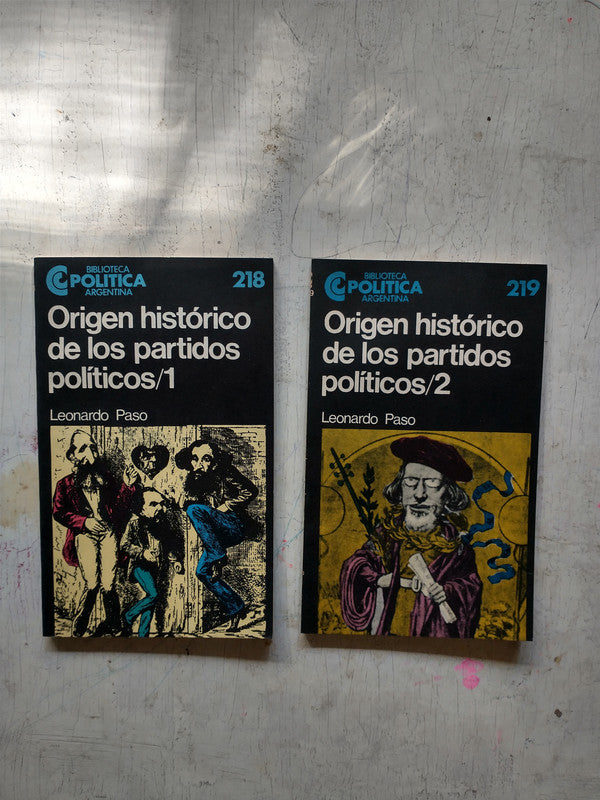 BIBLIOTECA
POLITICA
ARGENTINA
218
Origen histórico
de los partidos
políticos/1
Leonardo Paso
BIBLIOTECA
POLITICA
ARGENTINA
219
Origen histórico
de los partidos
políticos/2
Leonardo Paso